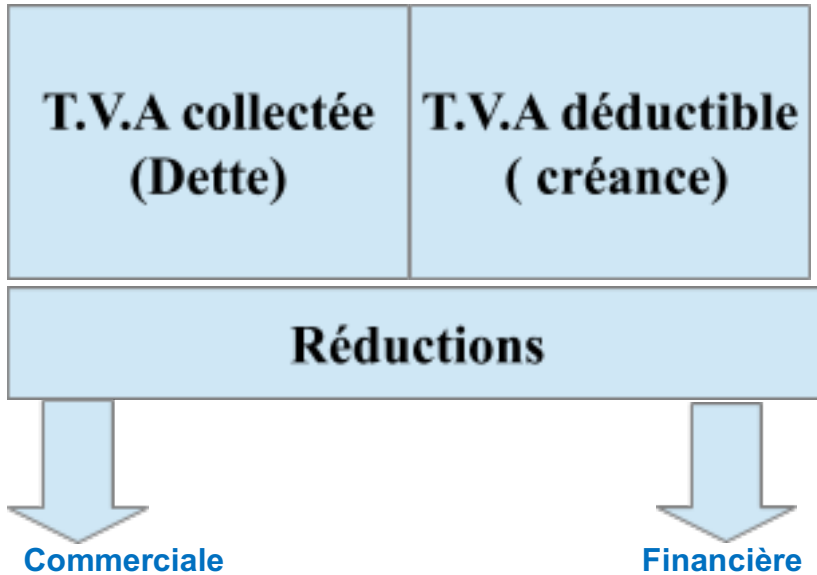 T.V.A collectée
(Dette)
T.V.A déductible
( créance)
Réductions
Commerciale
Financière